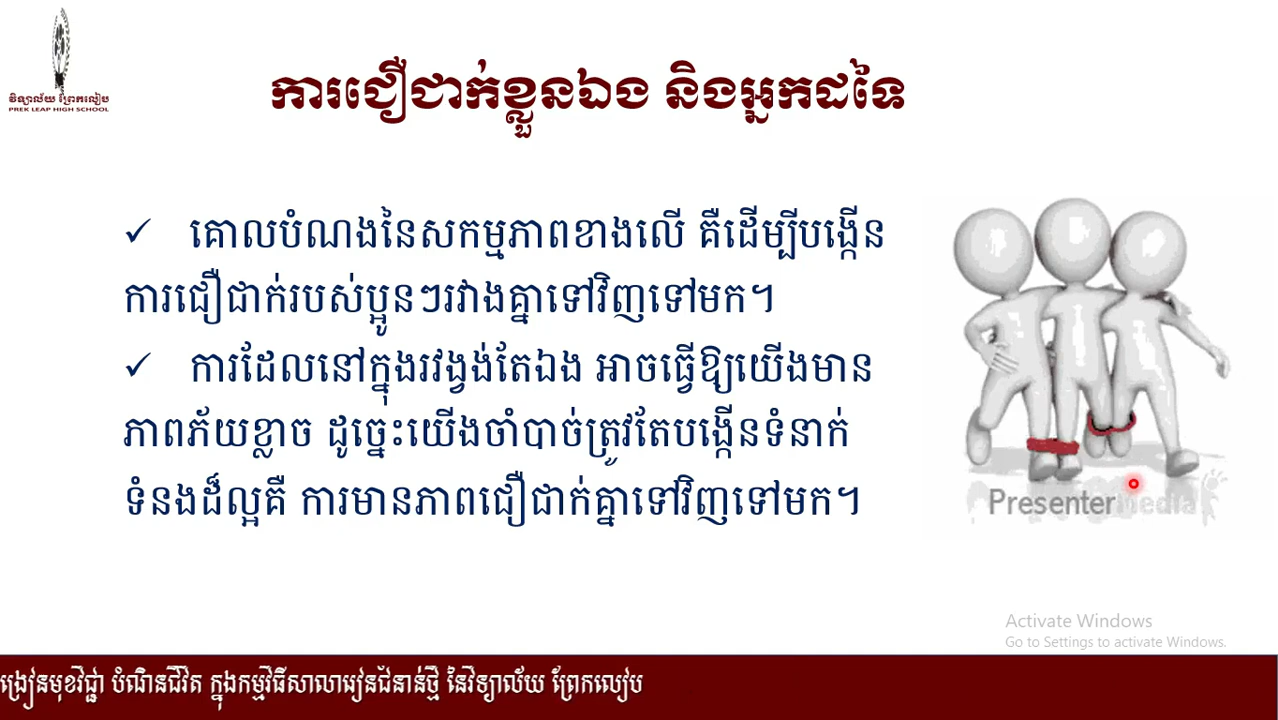 វិទ្យាល័យ ព្រែកលៀប
PREK LEAP HIGH SCHOOL
ការជឿជាក់ខ្លួនឯង និងអ្នកដទៃ
✓ គោលបំណងនៃសកម្មភាពខាងលើ គឺដើម្បីបង្កើន
ការជឿជាក់របស់ប្អូនៗរវាងគ្នាទៅវិញទៅមក។
✓ ការដែលនៅក្នុងរវង្វង់តែឯង អាចធ្វើឱ្យយើងមាន
ភាពភ័យខ្លាច ដូច្នេះយើងចាំបាច់ត្រូវតែបង្កើនទំនាក់
ទំនងដ៏ល្អគឺ ការមានភាពជឿជាក់គ្នាទៅវិញទៅមក។
PresenterMedia
Activate Windows
Go to Settings to activate Windows.
ង្រៀនមុខវិជ្ជា បំណិនជីវិត ក្នុងកម្មវិធីសាលារៀនជំនាន់ថ្មី នៃវិទ្យាល័យ ព្រែកលៀប